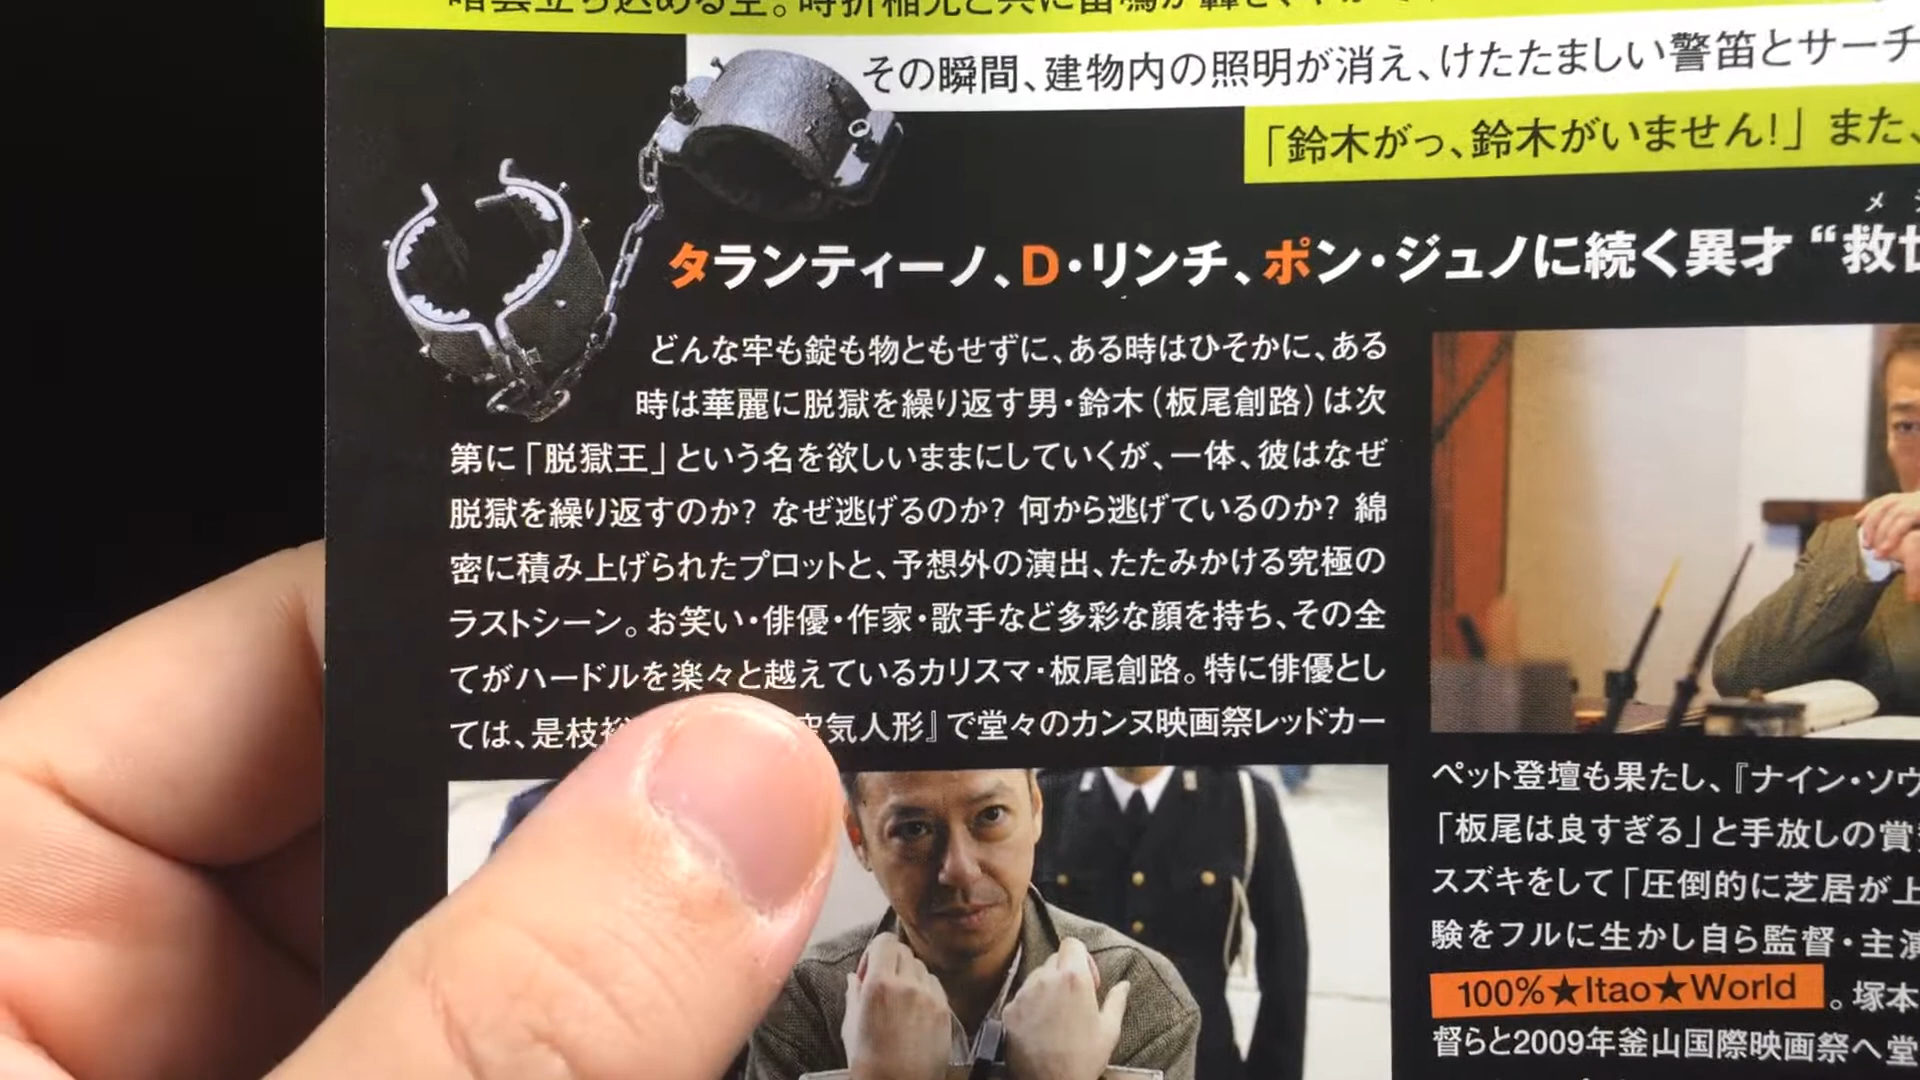 その瞬間、建物内の照明が消え、けたたましい警笛とサーチ
「鈴木がっ、鈴木がいません!」また、
タランティーノ、D・リンチ、ポン・ジュノに続く異才“救世
どんな牢も錠も物ともせずに、ある時はひそかに、ある
時は華麗に脱獄を繰り返す男・鈴木(板尾創路)は次
第に「脱獄王」という名を欲しいままにしていくが、一体、彼はなぜ
脱獄を繰り返すのか? なぜ逃げるのか? 何から逃げているのか? 綿
密に積み上げられたプロットと、予想外の演出、たたみかける究極の
ラストシーン。お笑い・俳優・作家・歌手など多彩な顔を持ち、その全
てがハードルを楽々と越えているカリスマ・板尾創路。特に俳優とし
ては、是枝 空気人形』で堂々のカンヌ映画祭レッドカー
ペット登壇も果たし、『ナイン・ソウ
「板尾は良すぎる」と手放しの賞
スズキをして「圧倒的に芝居が上
験をフルに生かし自ら監督・主演
100%★Itao★World 。塚本
督らと2009年釜山国際映画祭へ堂